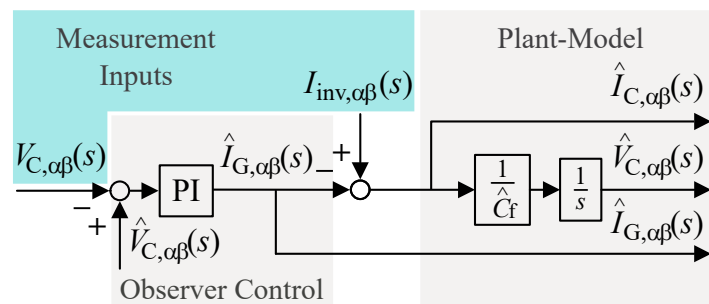 Measurement
Inputs
Plant-Model
I_inv,αβ(s)
Î_C,αβ(s)
V_C,αβ(s)
Î_G,αβ(s)
− +
PI
1/Ĉ_f
1/s
V̂_C,αβ(s)
− +
V̂_C,αβ(s)
Î_G,αβ(s)
Observer Control